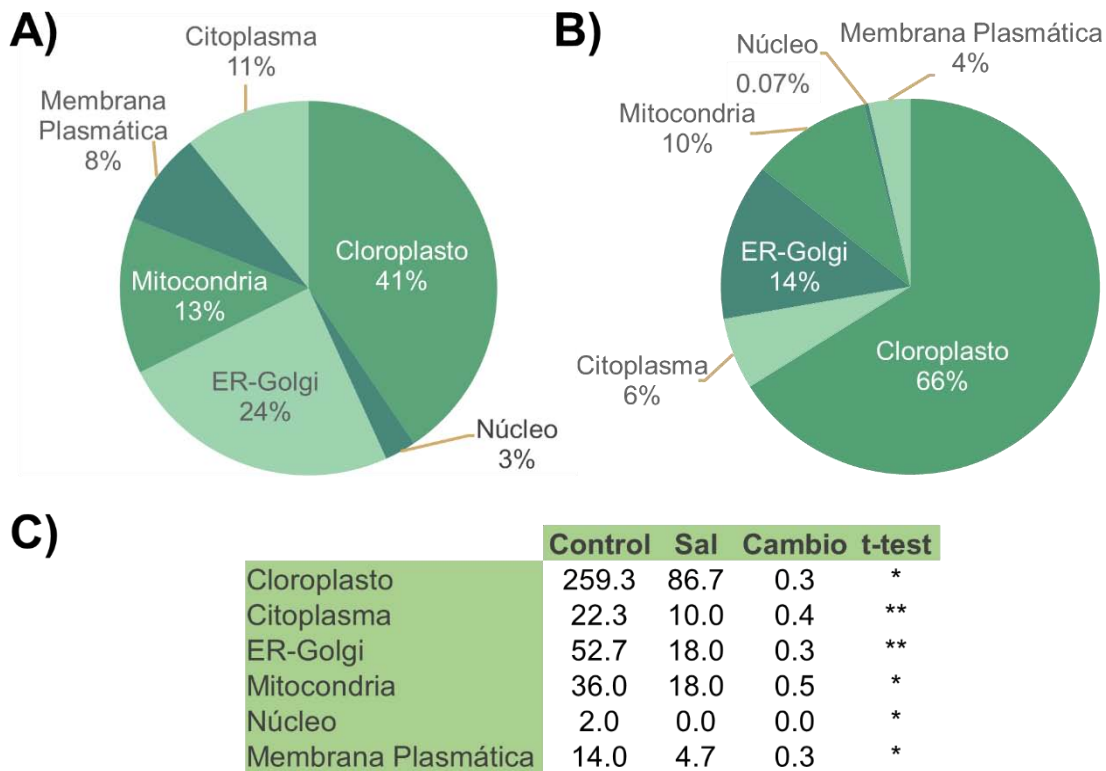 A)
Citoplasma
11%
Membrana
Plasmática
8%
Cloroplasto
41%
Mitocondria
13%
ER-Golgi
24%
Núcleo
3%
B)
Membrana Plasmática
4%
Núcleo
0.07%
Mitocondria
10%
ER-Golgi
14%
Citoplasma
6%
Cloroplasto
66%
C)
Control Sal Cambio t-test
Cloroplasto 259.3 86.7 0.3 *
Citoplasma 22.3 10.0 0.4 **
ER-Golgi 52.7 18.0 0.3 **
Mitocondria 36.0 18.0 0.5 *
Núcleo 2.0 0.0 0.0 *
Membrana Plasmática 14.0 4.7 0.3 *